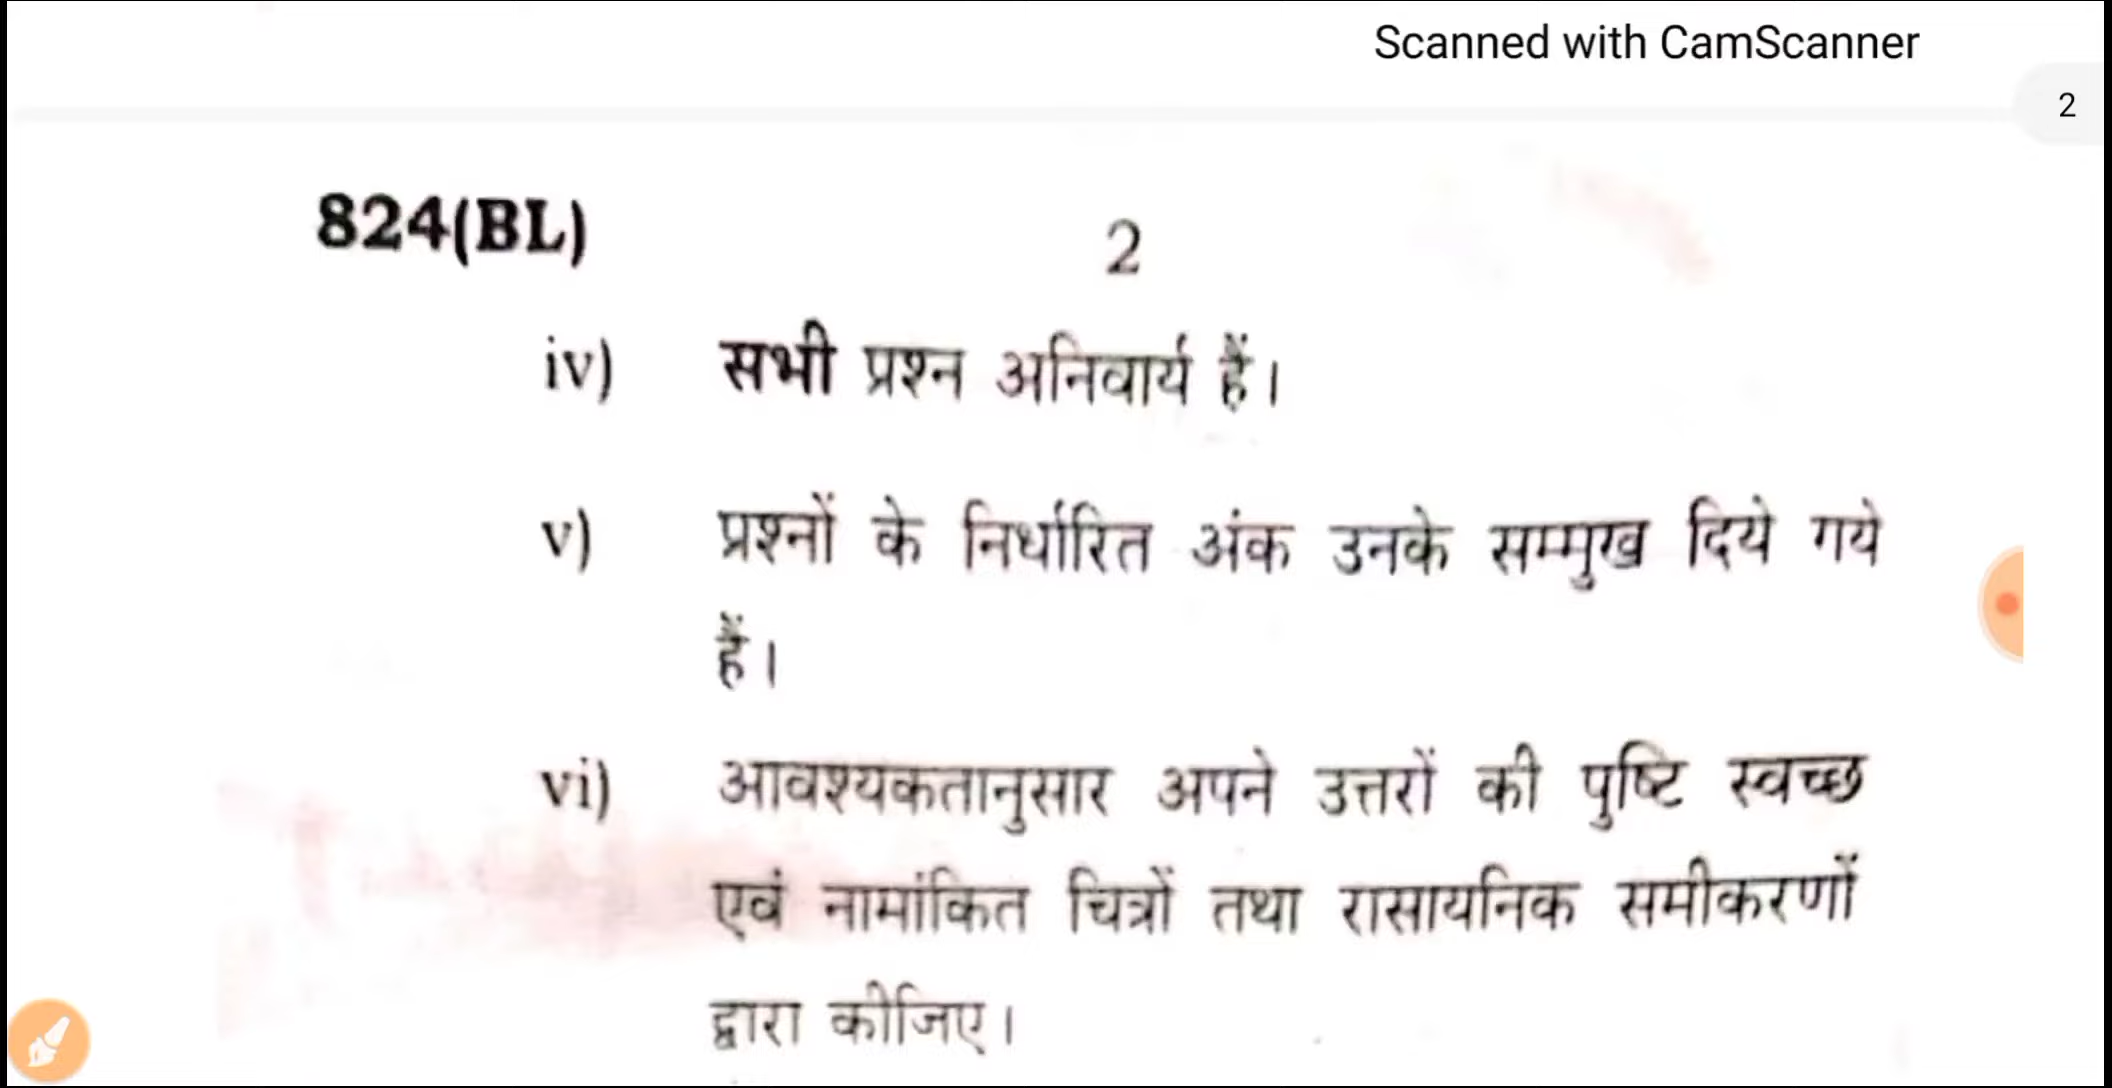 Scanned with CamScanner
2
824(BL)
2
iv) सभी प्रश्न अनिवार्य हैं।
v) प्रश्नों के निर्धारित अंक उनके सम्मुख दिये गये
हैं।
vi) आवश्यकतानुसार अपने उत्तरों की पुष्टि स्वच्छ
एवं नामांकित चित्रों तथा रासायनिक समीकरणों
द्वारा कीजिए।